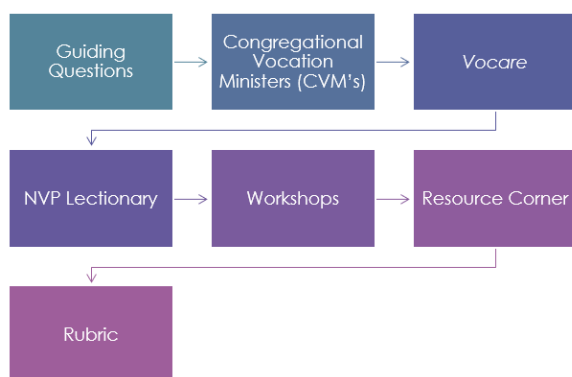 Guiding
Questions
Congregational
Vocation
Ministers (CVM's)
Vocare
NVP Lectionary
Workshops
Resource Corner
Rubric